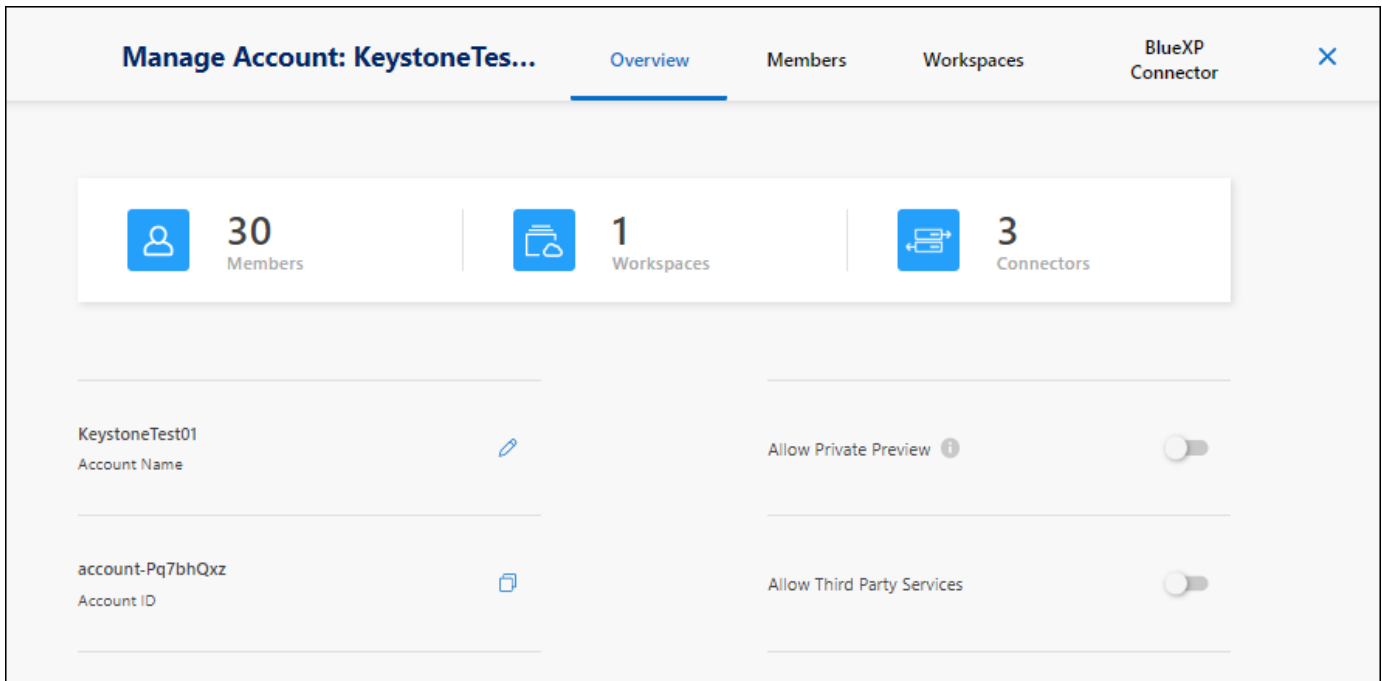 Manage Account: KeystoneTes...
Overview
Members
Workspaces
BlueXP
Connector
30
Members
1
Workspaces
3
Connectors
KeystoneTest01
Account Name
Allow Private Preview
account-Pq7bhQxz
Account ID
Allow Third Party Services